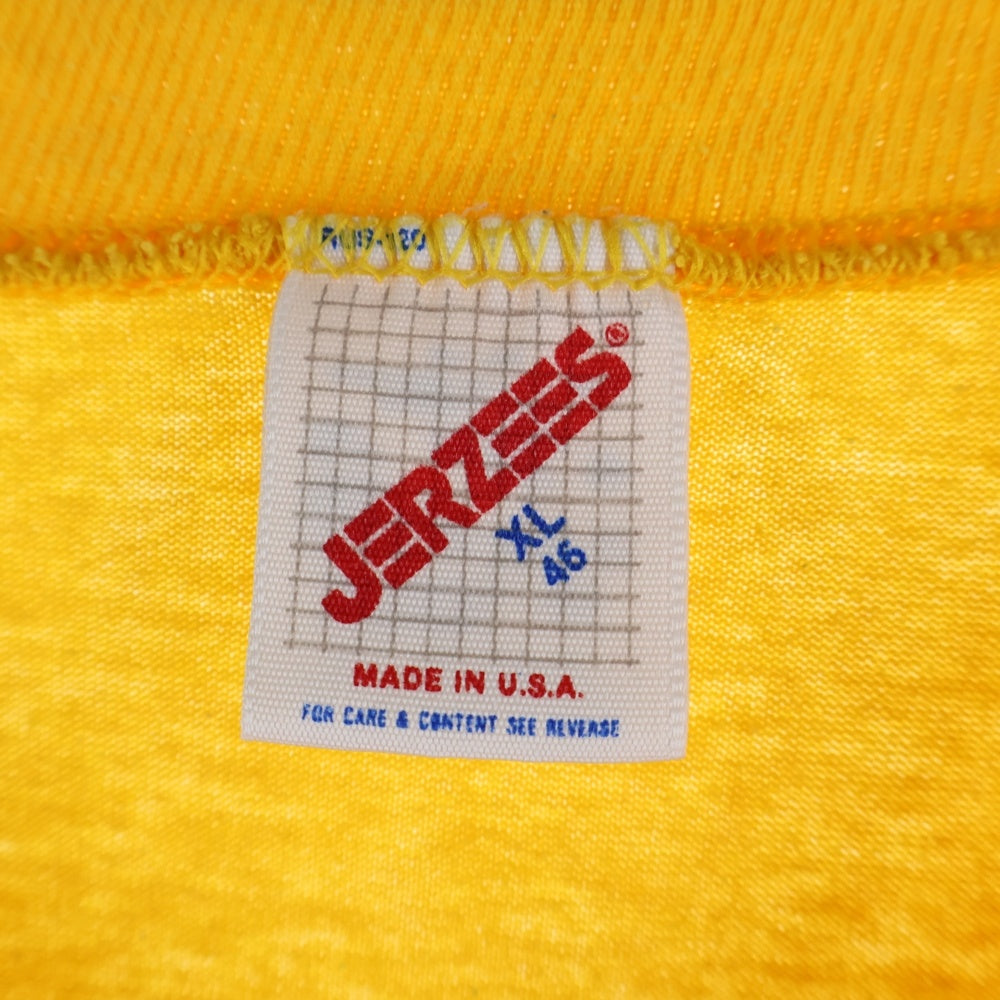 JERZEES®
XL
46
MADE IN U.S.A.
FOR CARE & CONTENT SEE REVERSE